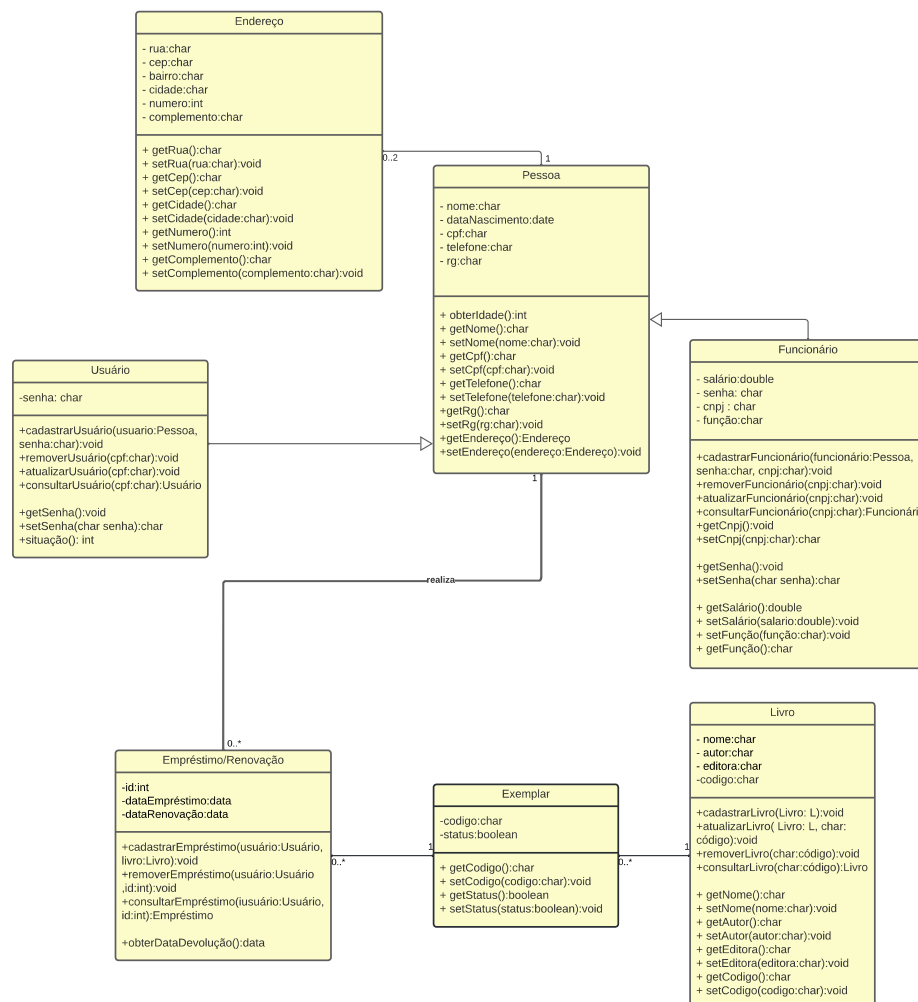 Endereço
- rua:char
- cep:char
- bairro:char
- cidade:char
- numero:int
- complemento:char
+ getRua():char
+ setRua(rua:char):void
+ getCep():char
+ setCep(cep:char):void
+ getCidade():char
+ setCidade(cidade:char):void
+ getNumero():int
+ setNumero(numero:int):void
+ getComplemento():char
+ setComplemento(complemento:char):void
0..2
1
Pessoa
- nome:char
- dataNascimento:date
- cpf:char
- telefone:char
- rg:char
+ obterIdade():int
+ getNome():char
+ setNome(nome:char):void
+ getCpf():char
+ setCpf(cpf:char):void
+ getTelefone():char
+ setTelefone(telefone:char):void
+getRg():char
+setRg(rg:char):void
+getEndereço():Endereço
+setEndereço(endereço:Endereço):void
1
Usuário
-senha: char
+cadastrarUsuário(usuario:Pessoa,
senha:char):void
+removerUsuário(cpf:char):void
+atualizarUsuário(cpf:char):void
+consultarUsuário(cpf:char):Usuário
+getSenha():void
+setSenha(char senha):char
+situação(): int
Funcionário
- salário:double
- senha: char
- cnpj : char
- função:char
+cadastrarFuncionário(funcionário:Pessoa,
senha:char, cnpj:char):void
+removerFuncionário(cnpj:char):void
+atualizarFuncionário(cnpj:char):void
+consultarFuncionário(cnpj:char):Funcionári
+getCnpj():void
+setCnpj(cnpj:char):char
+getSenha():void
+setSenha(char senha):char
+ getSalário():double
+ setSalário(salario:double):void
+ setFunção(função:char):void
+ getFunção():char
realiza
0..*
Empréstimo/Renovação
-id:int
-dataEmpréstimo:data
-dataRenovação:data
+cadastrarEmpréstimo(usuário:Usuário,
livro:Livro):void
+removerEmpréstimo(usuário:Usuário
,id:int):void
+consultarEmpréstimo(iusuário:Usuário,
id:int):Empréstimo
+obterDataDevolução():data
0..*
1
Exemplar
-codigo:char
-status:boolean
+ getCodigo():char
+ setCodigo(codigo:char):void
+ getStatus():boolean
+ setStatus(status:boolean):void
0..*
1
Livro
- nome:char
- autor:char
- editora:char
-codigo:char
+cadastrarLivro(Livro: L):void
+atualizarLivro( Livro: L, char:
código):void
+removerLivro(char:código):void
+consultarLivro(char:código):Livro
+ getNome():char
+ setNome(nome:char):void
+ getAutor():char
+ setAutor(autor:char):void
+ getEditora():char
+ setEditora(editora:char):void
+ getCodigo():char
+ setCodigo(codigo:char):void